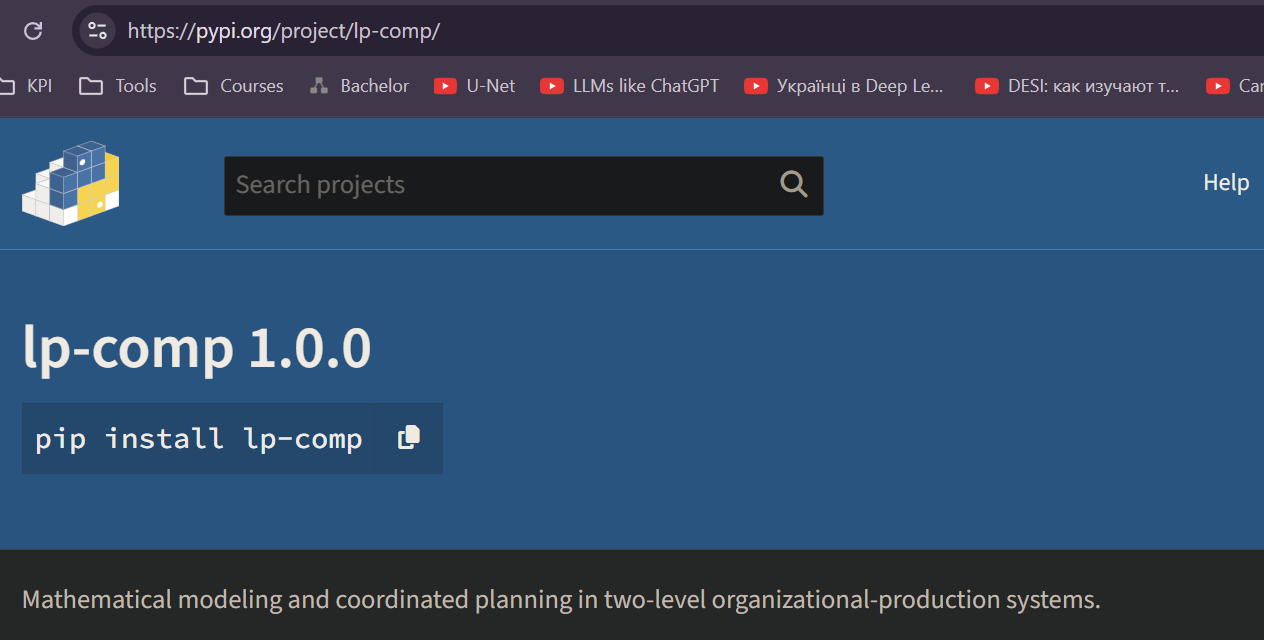 https://pypi.org/project/lp-comp/
KPI Tools Courses Bachelor U-Net LLMs like ChatGPT Українці в Deep Le... DESI: как изучают т... Car
Search projects Help
lp-comp 1.0.0
pip install lp-comp
Mathematical modeling and coordinated planning in two-level organizational-production systems.